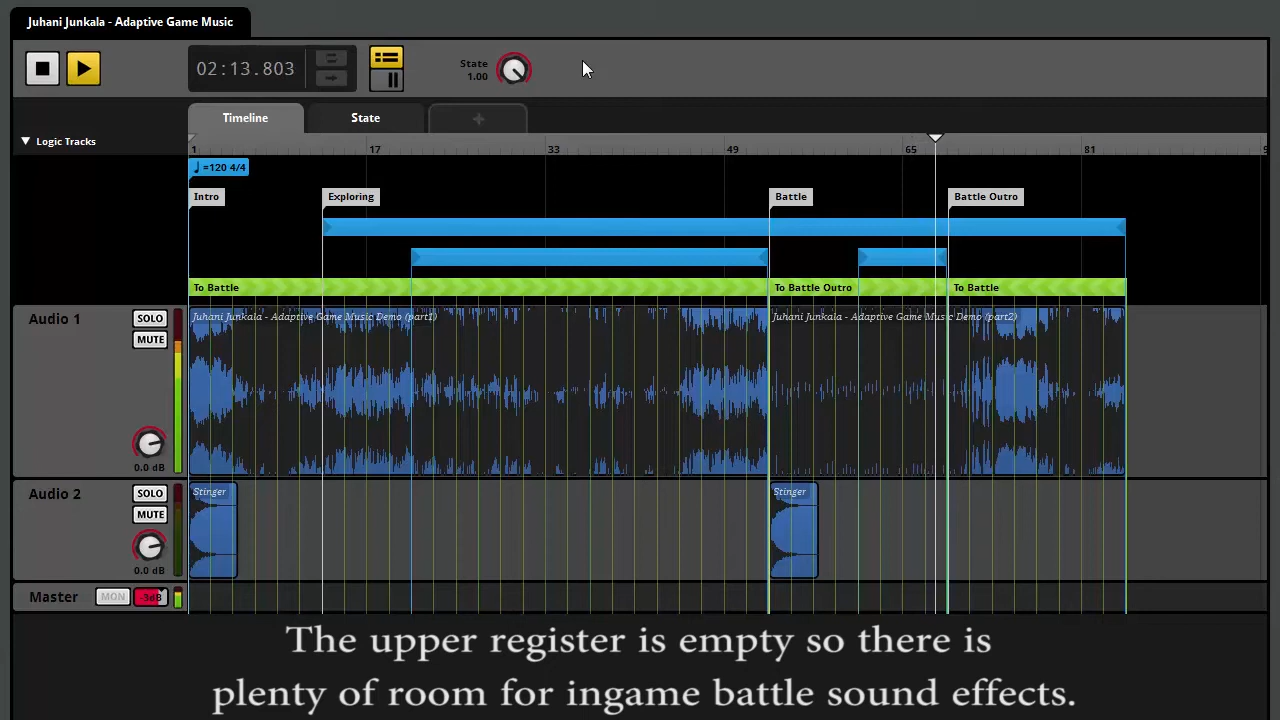 Juhani Junkala - Adaptive Game Music
02:13.803
State
1.00
Timeline
State
+
Logic Tracks
1 17 33 49 65 81
=120 4/4
Intro Exploring Battle Battle Outro
To Battle To Battle Outro To Battle
Audio 1
SOLO
MUTE
0.0 dB
Juhani Junkala - Adaptive Game Music Demo (part1)
Juhani Junkala - Adaptive Game Music Demo (part2)
Audio 2
SOLO
MUTE
0.0 dB
Stinger
Stinger
Master MON -3dB
The upper register is empty so there is
plenty of room for ingame battle sound effects.